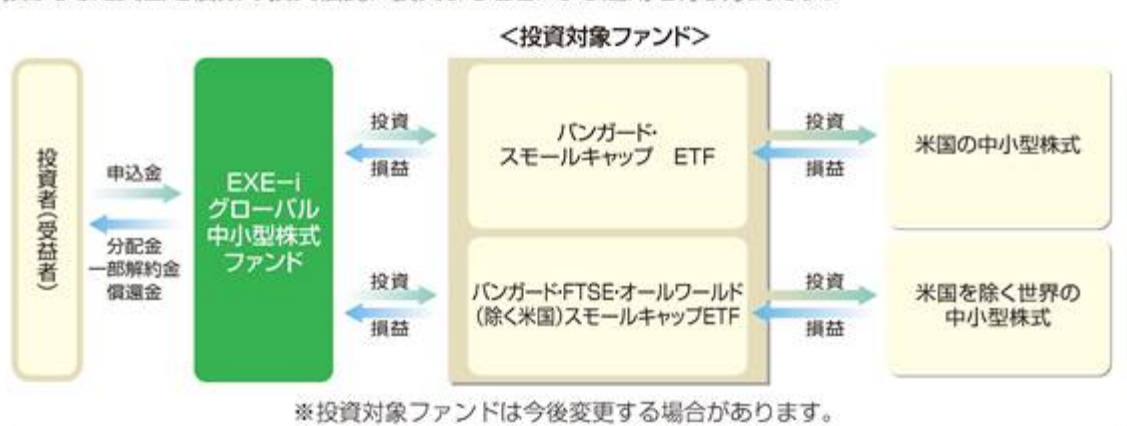 <投資対象ファンド>
投資者(受益者)
申込金
分配金
一部解約金
償還金
EXE-i
グローバル
中小型株式
ファンド
投資
損益
バンガード・
スモールキャップ ETF
投資
損益
米国の中小型株式
投資
損益
バンガード・FTSE・オールワールド
(除く米国)スモールキャップETF
投資
損益
米国を除く世界の
中小型株式
※投資対象ファンドは今後変更する場合があります。